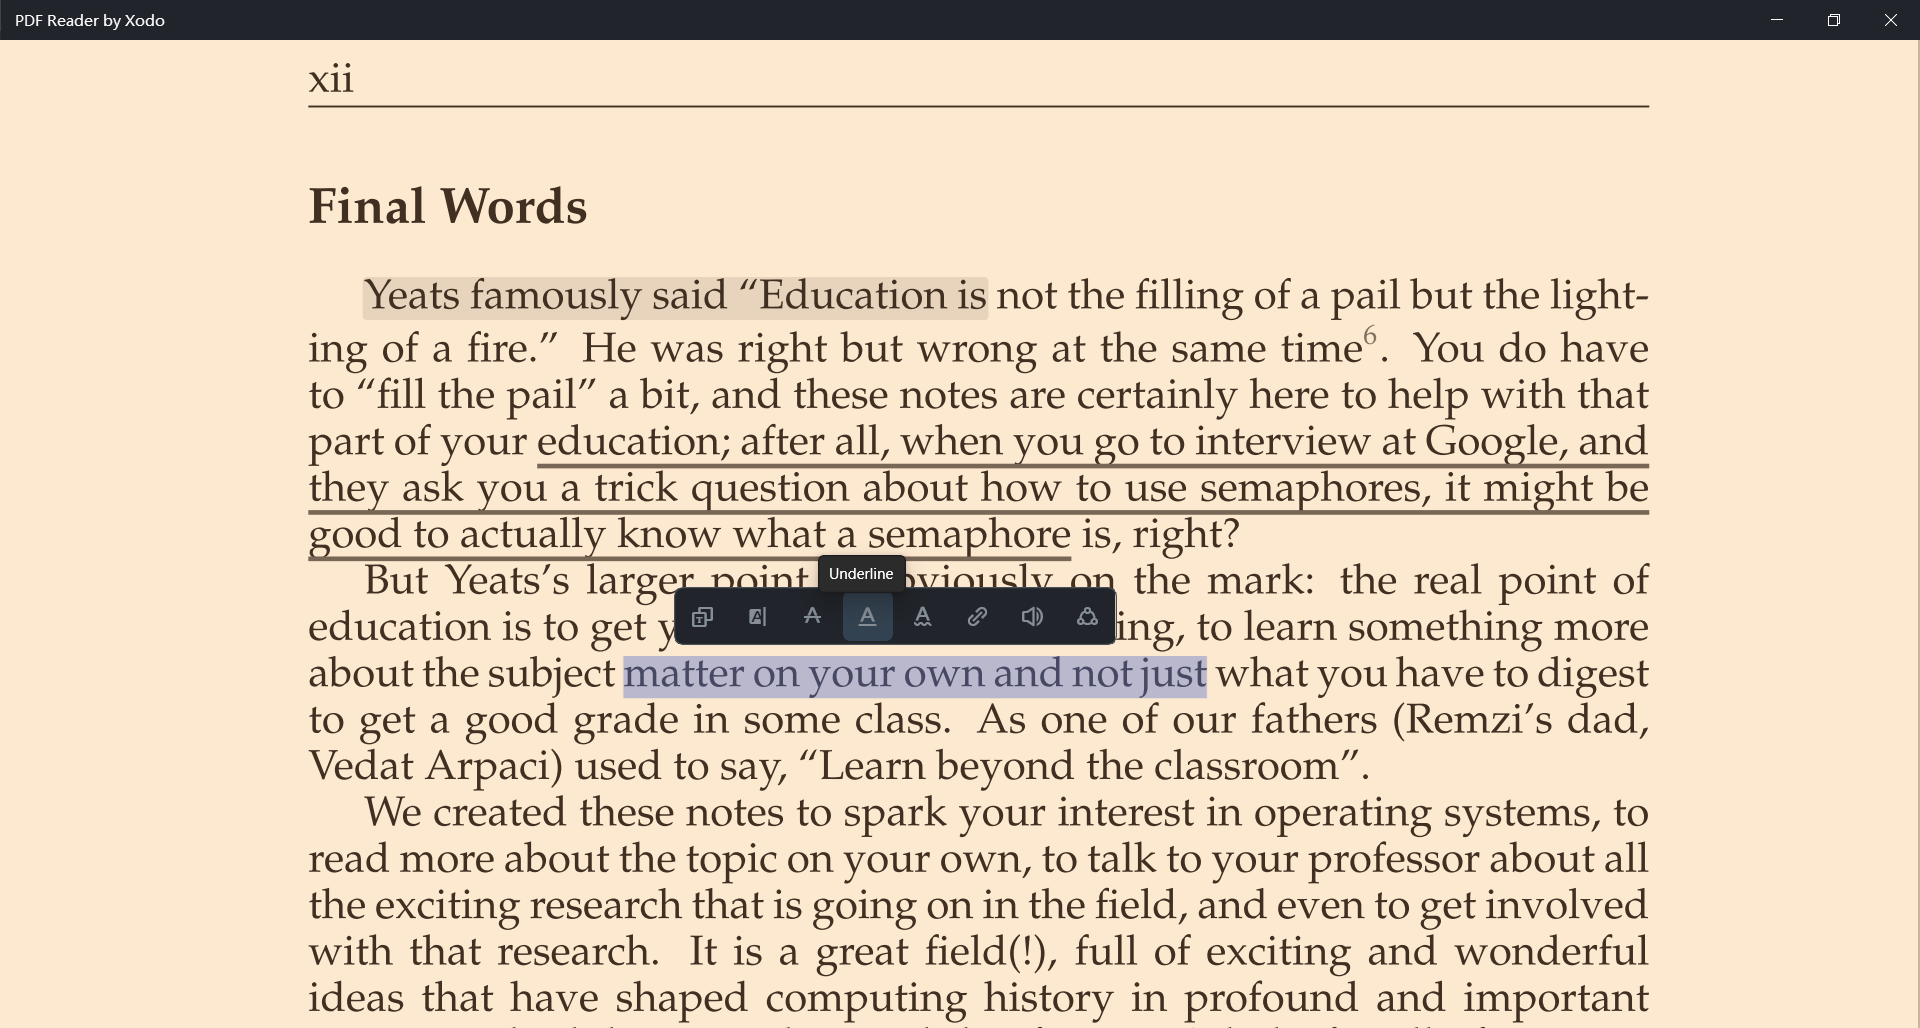 PDF Reader by Xodo
xii
Final Words
Yeats famously said “Education is not the filling of a pail but the light-
ing of a fire.” He was right but wrong at the same time6. You do have
to “fill the pail” a bit, and these notes are certainly here to help with that
part of your education; after all, when you go to interview at Google, and
they ask you a trick question about how to use semaphores, it might be
good to actually know what a semaphore is, right?
Underline
But Yeats’s larger point obviously on the mark: the real point of
education is to get ing, to learn something more
about the subject matter on your own and not just what you have to digest
to get a good grade in some class. As one of our fathers (Remzi’s dad,
Vedat Arpaci) used to say, “Learn beyond the classroom”.
We created these notes to spark your interest in operating systems, to
read more about the topic on your own, to talk to your professor about all
the exciting research that is going on in the field, and even to get involved
with that research. It is a great field(!), full of exciting and wonderful
ideas that have shaped computing history in profound and important